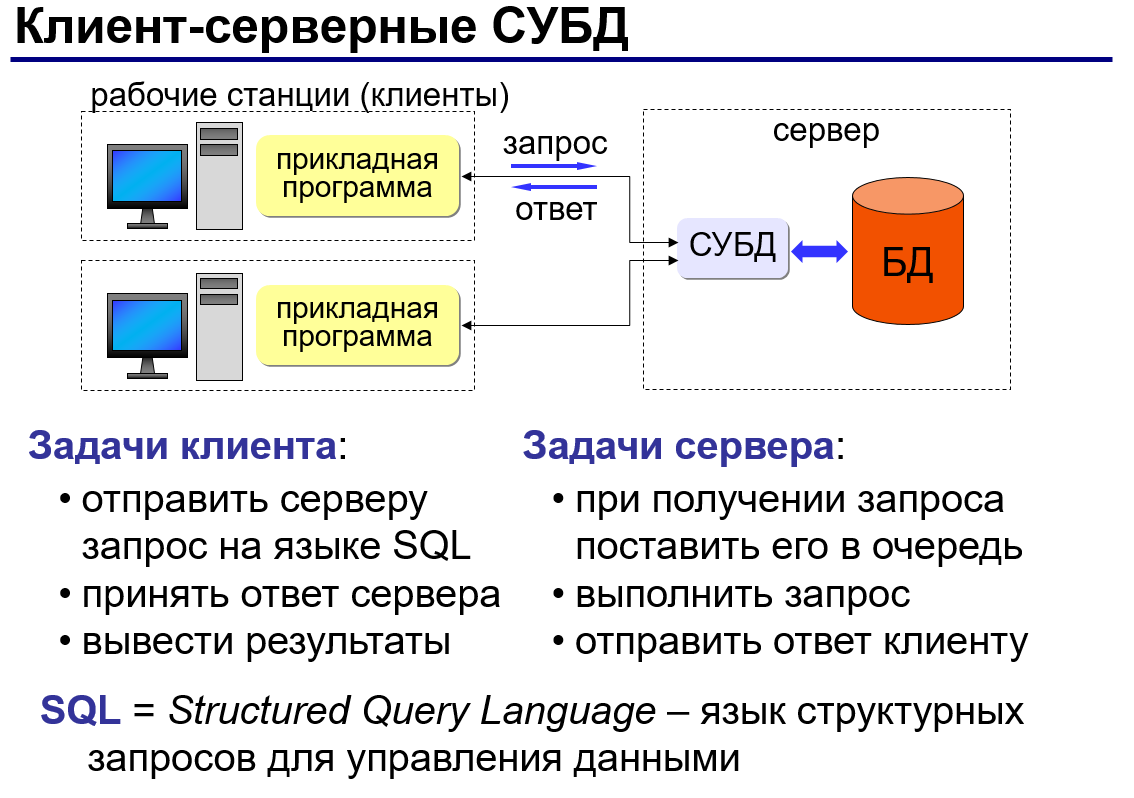 Клиент-серверные СУБД
рабочие станции (клиенты)
прикладная
программа
запрос
ответ
сервер
СУБД
БД
прикладная
программа
Задачи клиента:
• отправить серверу
запрос на языке SQL
• принять ответ сервера
• вывести результаты
Задачи сервера:
• при получении запроса
поставить его в очередь
• выполнить запрос
• отправить ответ клиенту
SQL = Structured Query Language – язык структурных
запросов для управления данными